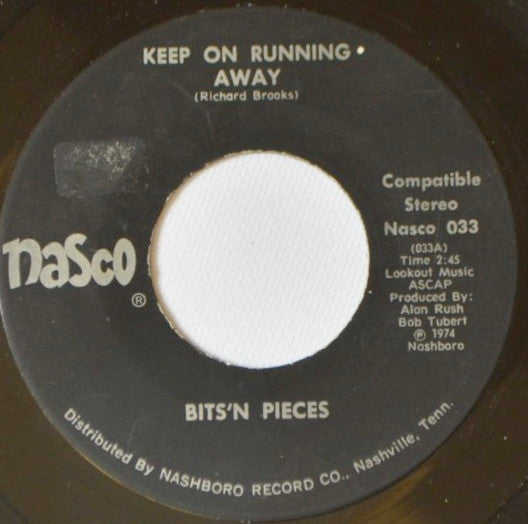 KEEP ON RUNNING
AWAY
(Richard Brooks)
nasco
®
Compatible
Stereo
Nasco 033
(033A)
Time 2:45
Lookout Music
ASCAP
Produced By:
Alan Rush
Bob Tubert
℗ 1974
Nashboro
BITS'N PIECES
Distributed By NASHBORO RECORD CO., Nashville, Tenn.